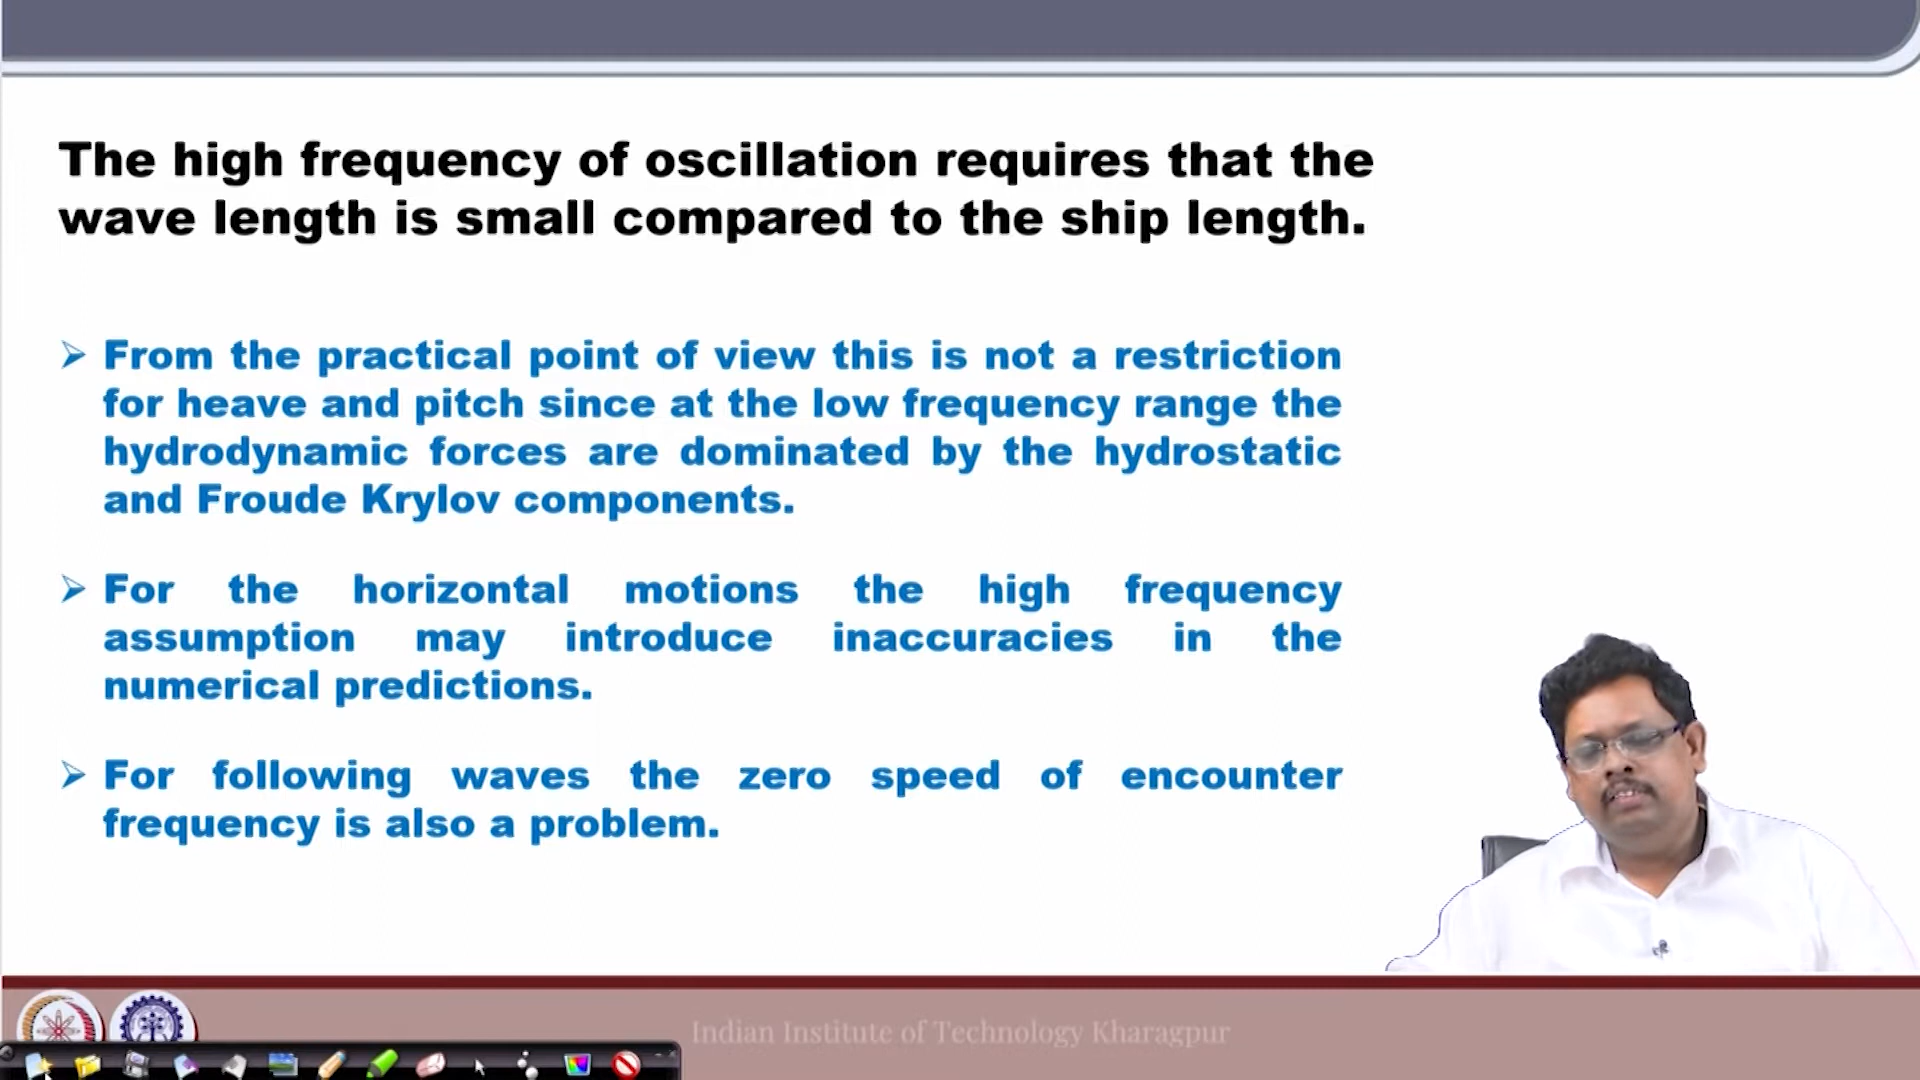 The high frequency of oscillation requires that the
wave length is small compared to the ship length.
From the practical point of view this is not a restriction
for heave and pitch since at the low frequency range the
hydrodynamic forces are dominated by the hydrostatic
and Froude Krylov components.
For the horizontal motions the high frequency
assumption may introduce inaccuracies in the
numerical predictions.
For following waves the zero speed of encounter
frequency is also a problem.
Indian Institute of Technology Kharagpur